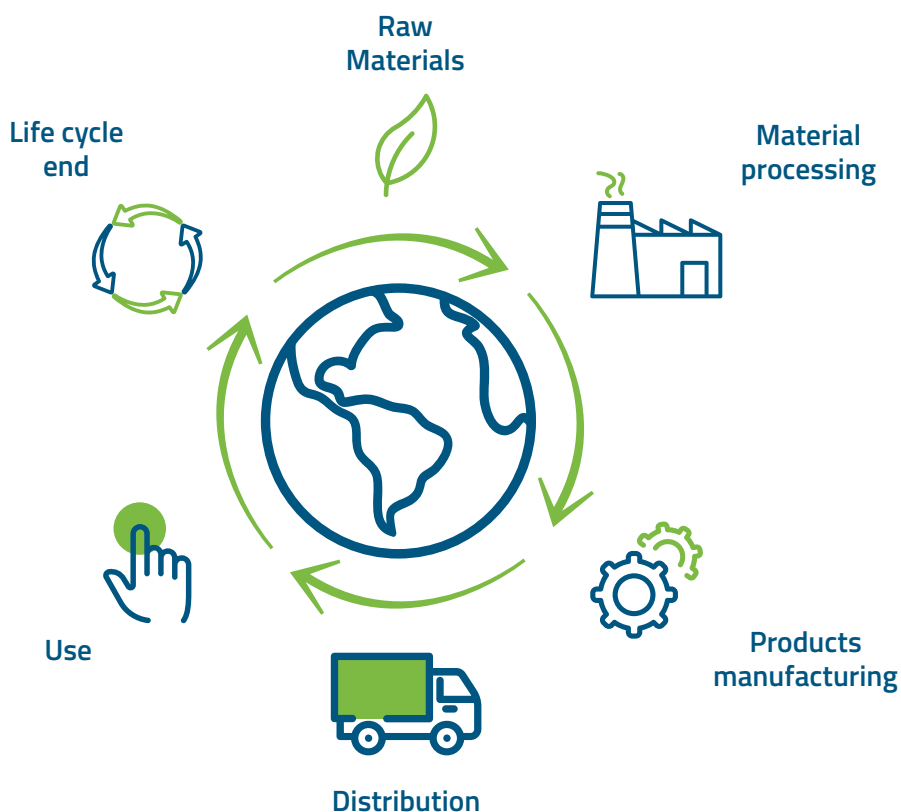 Raw
Materials
Life cycle
end
Material
processing
Use
Products
manufacturing
Distribution